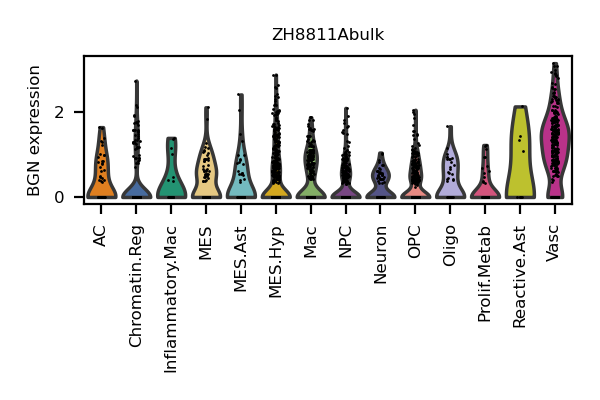 ZH8811Abulk
BGN expression
2
0
AC
Chromatin.Reg
Inflammatory.Mac
MES
MES.Ast
MES.Hyp
Mac
NPC
Neuron
OPC
Oligo
Prolif.Metab
Reactive.Ast
Vasc